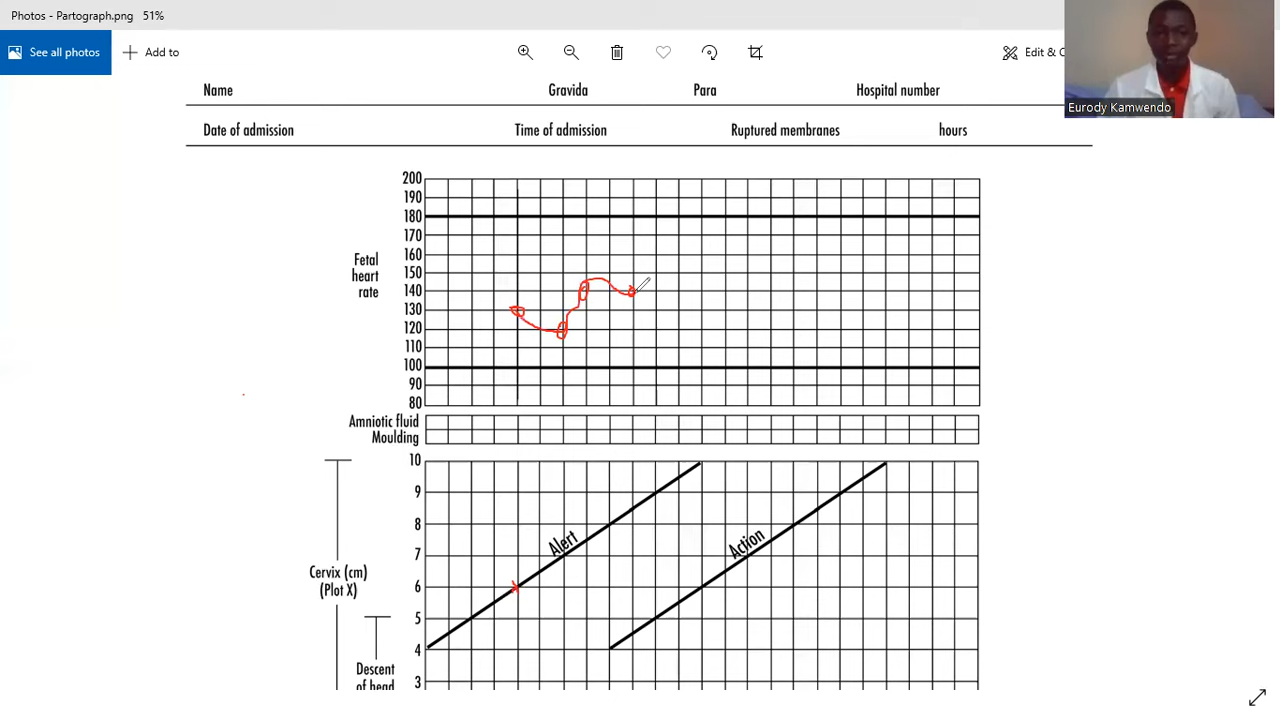 Photos - Partograph.png 51%
See all photos
Add to
Edit & C
Eurody Kamwendo
Name Gravida Para Hospital number
Date of admission Time of admission Ruptured membranes hours
200
190
180
170
160
150
140
130
120
110
100
90
80
Fetal
heart
rate
Amniotic fluid
Moulding
10
9
8
7
6
5
4
3
Alert
Action
Cervix (cm)
(Plot X)
Descent
of head